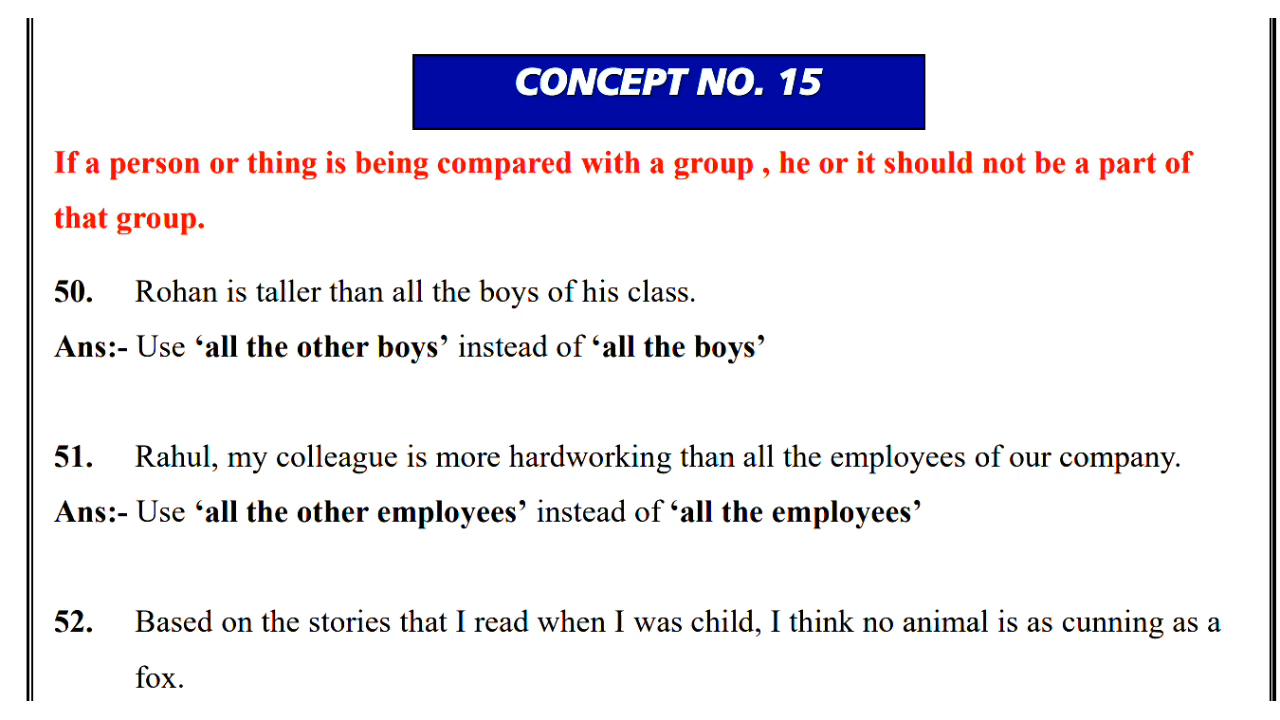 CONCEPT NO. 15
If a person or thing is being compared with a group , he or it should not be a part of
that group.
50. Rohan is taller than all the boys of his class.
Ans:- Use ‘all the other boys’ instead of ‘all the boys’
51. Rahul, my colleague is more hardworking than all the employees of our company.
Ans:- Use ‘all the other employees’ instead of ‘all the employees’
52. Based on the stories that I read when I was child, I think no animal is as cunning as a
fox.